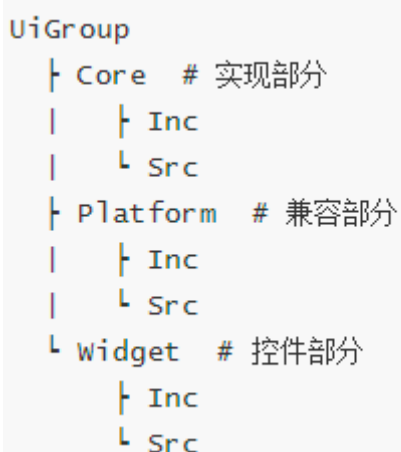 UiGroup
├ Core  # 实现部分
|   ├ Inc
|   └ Src
├ Platform  # 兼容部分
|   ├ Inc
|   └ Src
└ Widget  # 控件部分
    ├ Inc
    └ Src